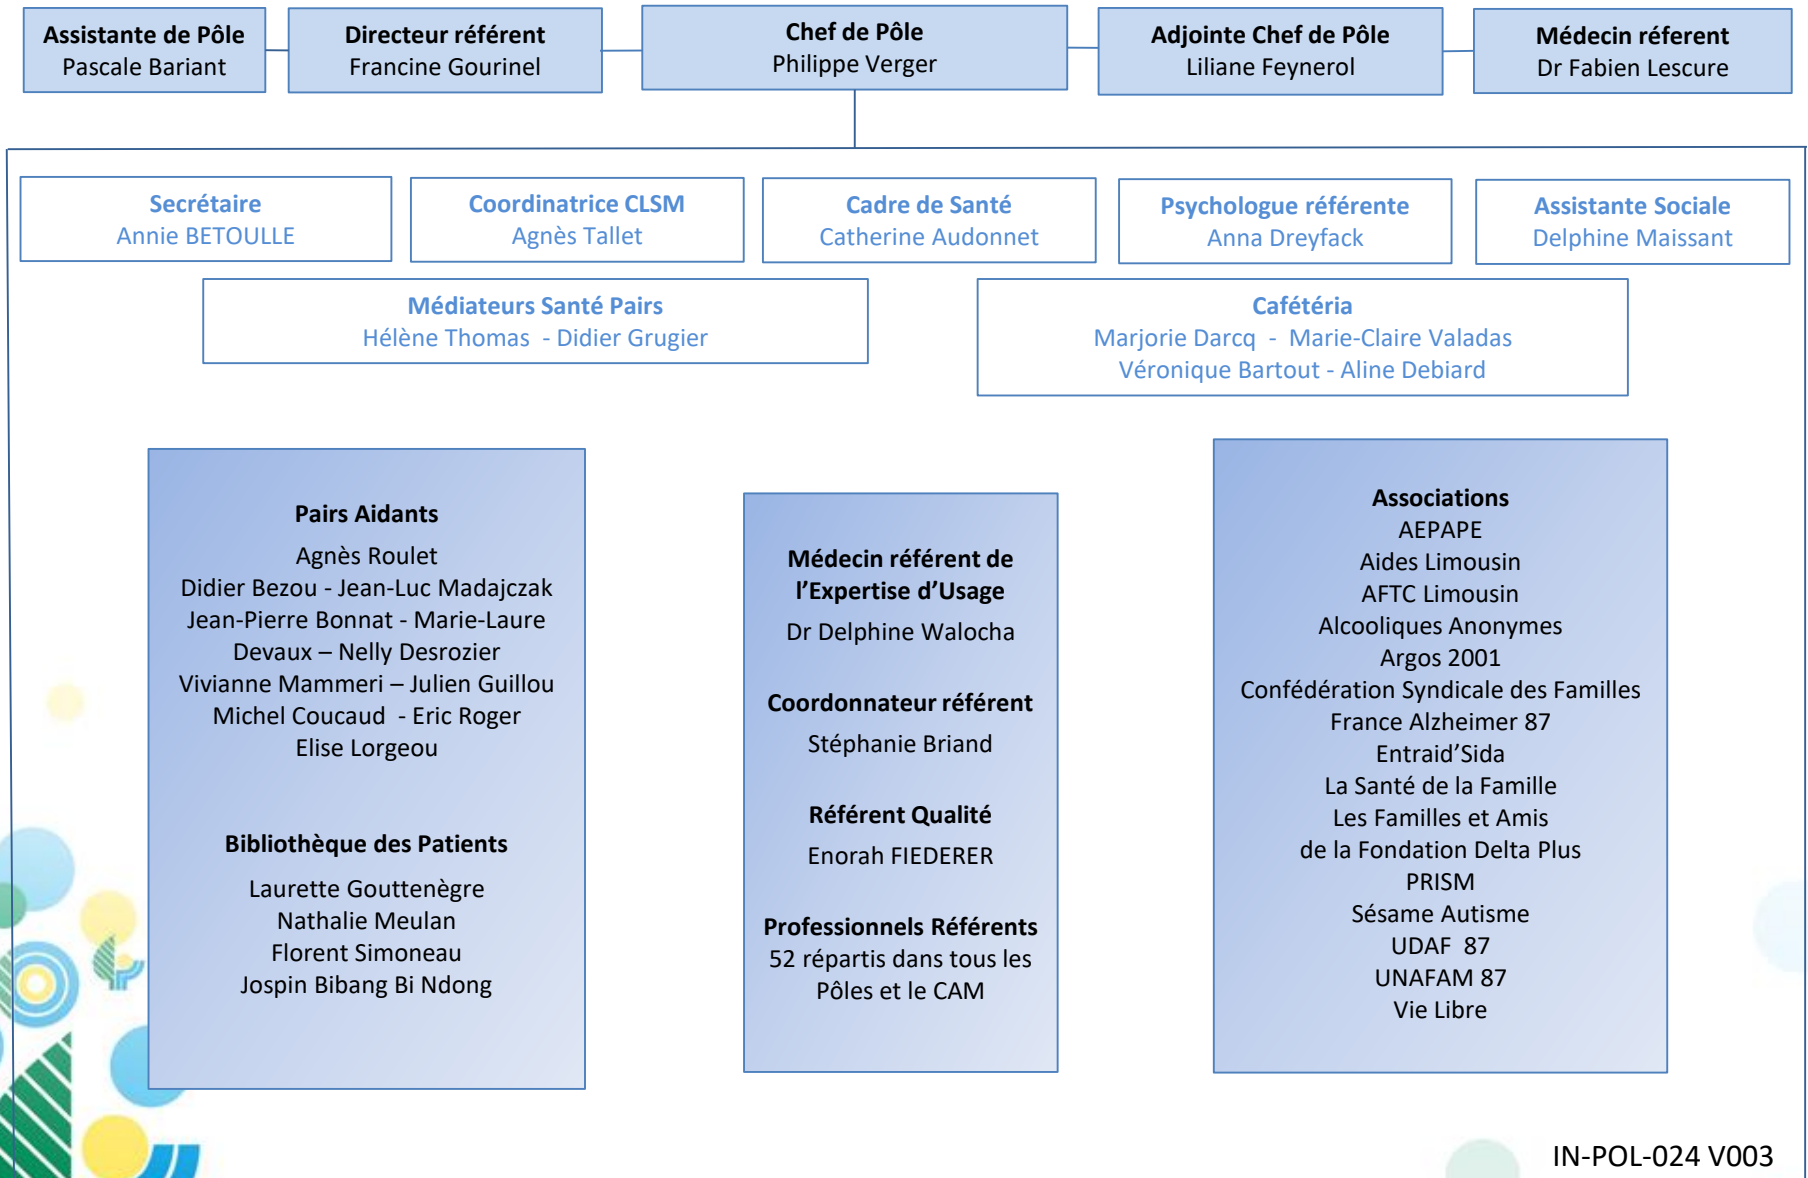 Assistante de Pôle
Pascale Bariant
Directeur référent
Francine Gourinel
Chef de Pôle
Philippe Verger
Adjointe Chef de Pôle
Liliane Feynerol
Médecin réferent
Dr Fabien Lescure
Secrétaire
Annie BETOULLE
Coordinatrice CLSM
Agnès Tallet
Cadre de Santé
Catherine Audonnet
Psychologue référente
Anna Dreyfack
Assistante Sociale
Delphine Maissant
Médiateurs Santé Pairs
Hélène Thomas - Didier Grugier
Cafétéria
Marjorie Darcq - Marie-Claire Valadas
Véronique Bartout - Aline Debiard
Pairs Aidants
Agnès Roulet
Didier Bezou - Jean-Luc Madajczak
Jean-Pierre Bonnat - Marie-Laure
Devaux – Nelly Desrozier
Vivianne Mammeri – Julien Guillou
Michel Coucaud - Eric Roger
Elise Lorgeou
Bibliothèque des Patients
Laurette Gouttenègre
Nathalie Meulan
Florent Simoneau
Jospin Bibang Bi Ndong
Médecin référent de
l’Expertise d’Usage
Dr Delphine Walocha
Coordonnateur référent
Stéphanie Briand
Référent Qualité
Enorah FIEDERER
Professionnels Référents
52 répartis dans tous les
Pôles et le CAM
Associations
AEPAPE
Aides Limousin
AFTC Limousin
Alcooliques Anonymes
Argos 2001
Confédération Syndicale des Familles
France Alzheimer 87
Entraid’Sida
La Santé de la Famille
Les Familles et Amis
de la Fondation Delta Plus
PRISM
Sésame Autisme
UDAF 87
UNAFAM 87
Vie Libre
IN-POL-024 V003